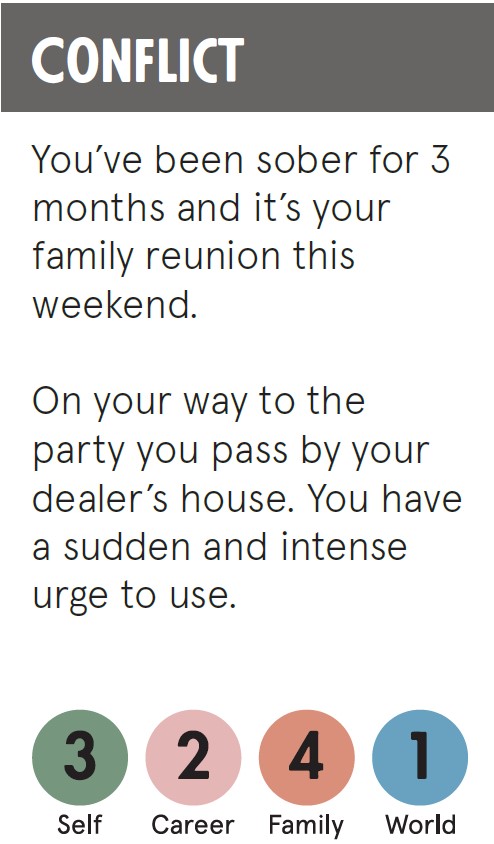 CONFLICT
You’ve been sober for 3
months and it’s your
family reunion this
weekend.
On your way to the
party you pass by your
dealer’s house. You have
a sudden and intense
urge to use.
3 2 4 1
Self Career Family World